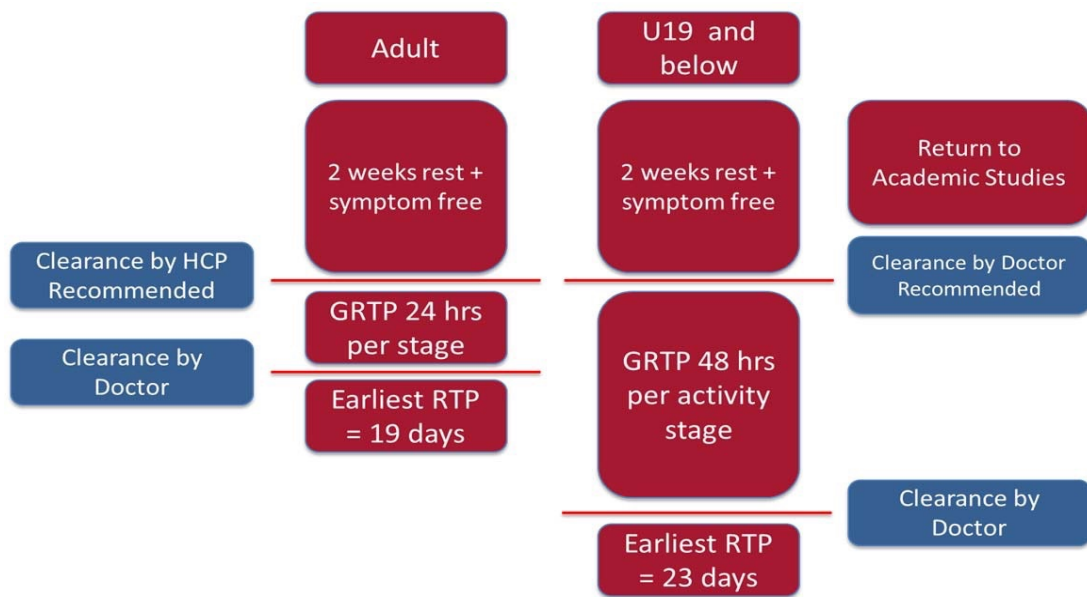 Adult
U19 and
below
2 weeks rest +
symptom free
2 weeks rest +
symptom free
Return to
Academic Studies
Clearance by HCP
Recommended
Clearance by Doctor
Recommended
GRTP 24 hrs
per stage
GRTP 48 hrs
per activity
stage
Clearance by
Doctor
Earliest RTP
= 19 days
Clearance by
Doctor
Earliest RTP
= 23 days